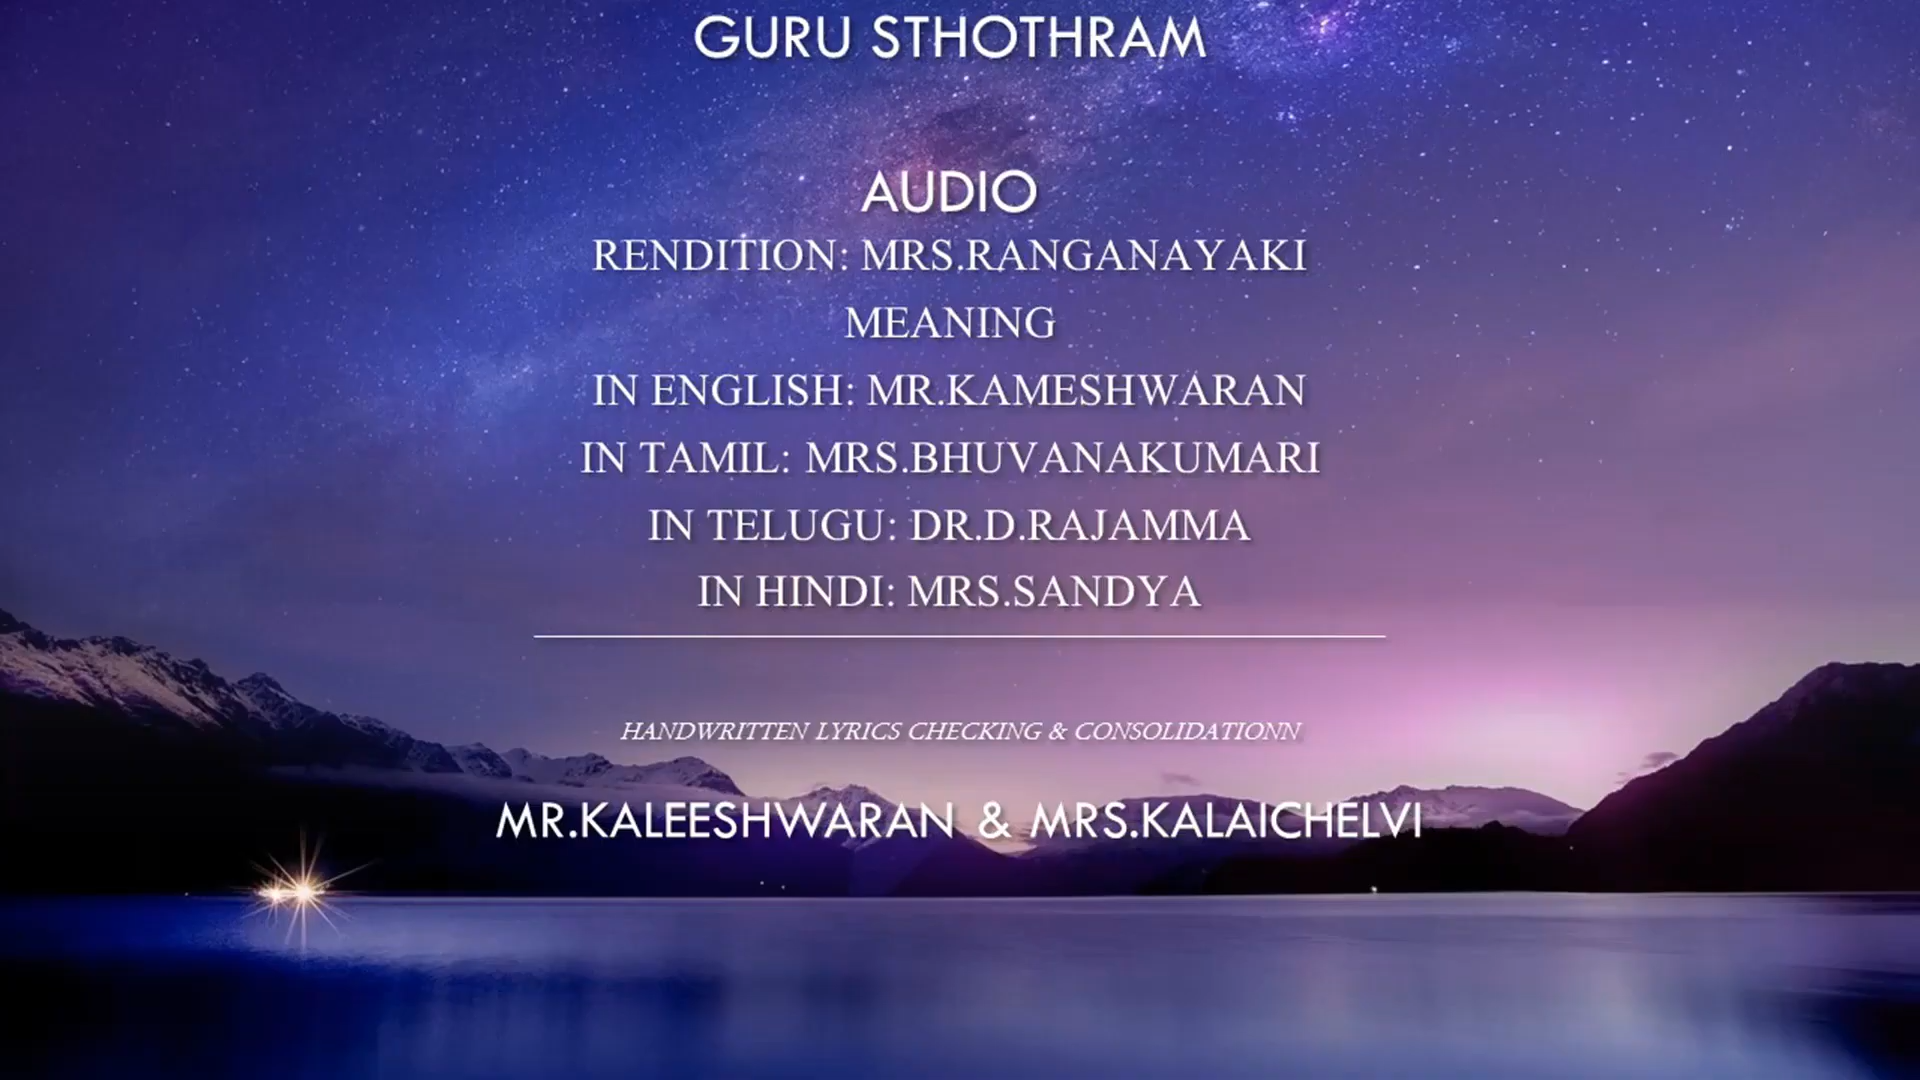 GURU STHOTHRAM
AUDIO
RENDITION: MRS.RANGANAYAKI
MEANING
IN ENGLISH: MR.KAMESHWARAN
IN TAMIL: MRS.BHUVANAKUMARI
IN TELUGU: DR.D.RAJAMMA
IN HINDI: MRS.SANDYA
HANDWRITTEN LYRICS CHECKING & CONSOLIDATIONN
MR.KALEESHWARAN & MRS.KALAICHELVI